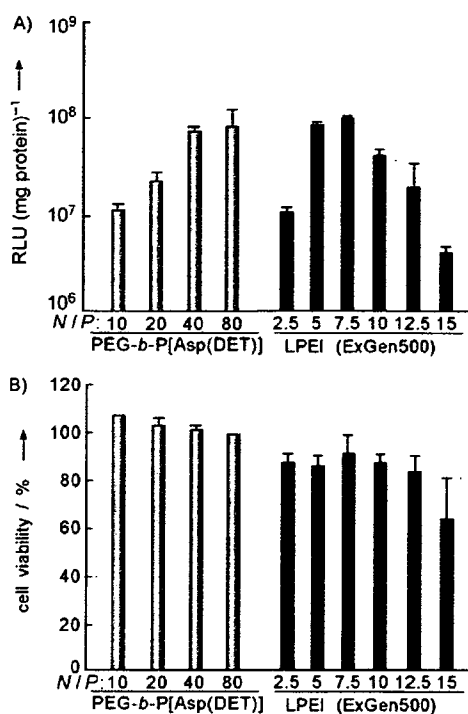 A)
RLU (mg protein)⁻¹ →
10⁹
10⁸
10⁷
10⁶
N/P: 10 20 40 80 2.5 5 7.5 10 12.5 15
PEG-b-P[Asp(DET)] LPEI (ExGen500)
B)
cell viability / % →
120
100
80
60
40
20
0
N/P: 10 20 40 80 2.5 5 7.5 10 12.5 15
PEG-b-P[Asp(DET)] LPEI (ExGen500)